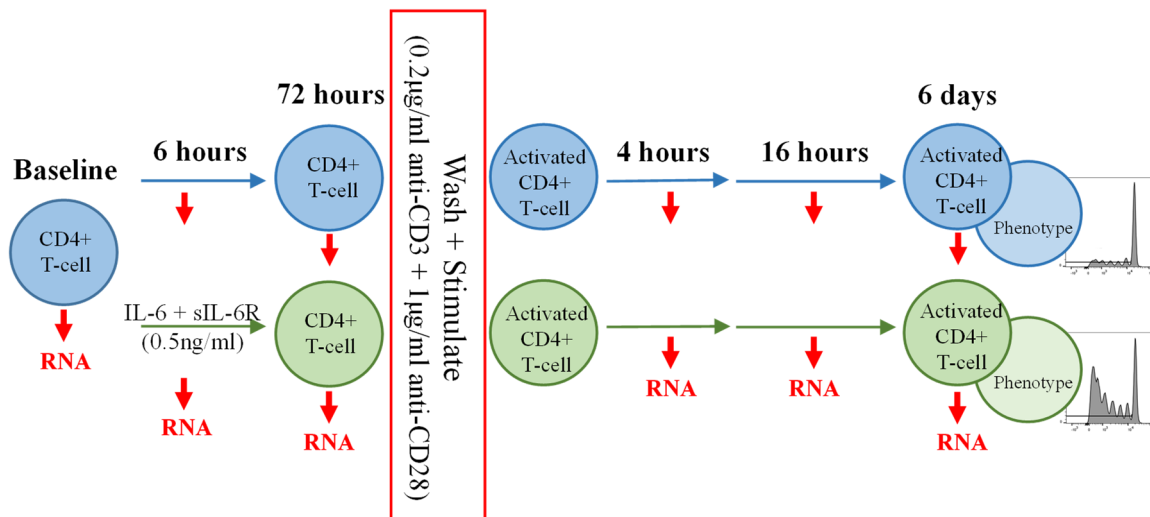 Baseline
CD4+
T-cell
RNA
6 hours
IL-6 + sIL-6R
(0.5ng/ml)
RNA
72 hours
CD4+
T-cell
CD4+
T-cell
RNA
Wash + Stimulate
(0.2µg/ml anti-CD3 + 1µg/ml anti-CD28)
Activated
CD4+
T-cell
Activated
CD4+
T-cell
4 hours
RNA
16 hours
RNA
6 days
Activated
CD4+
T-cell
Phenotype
Activated
CD4+
T-cell
Phenotype
RNA